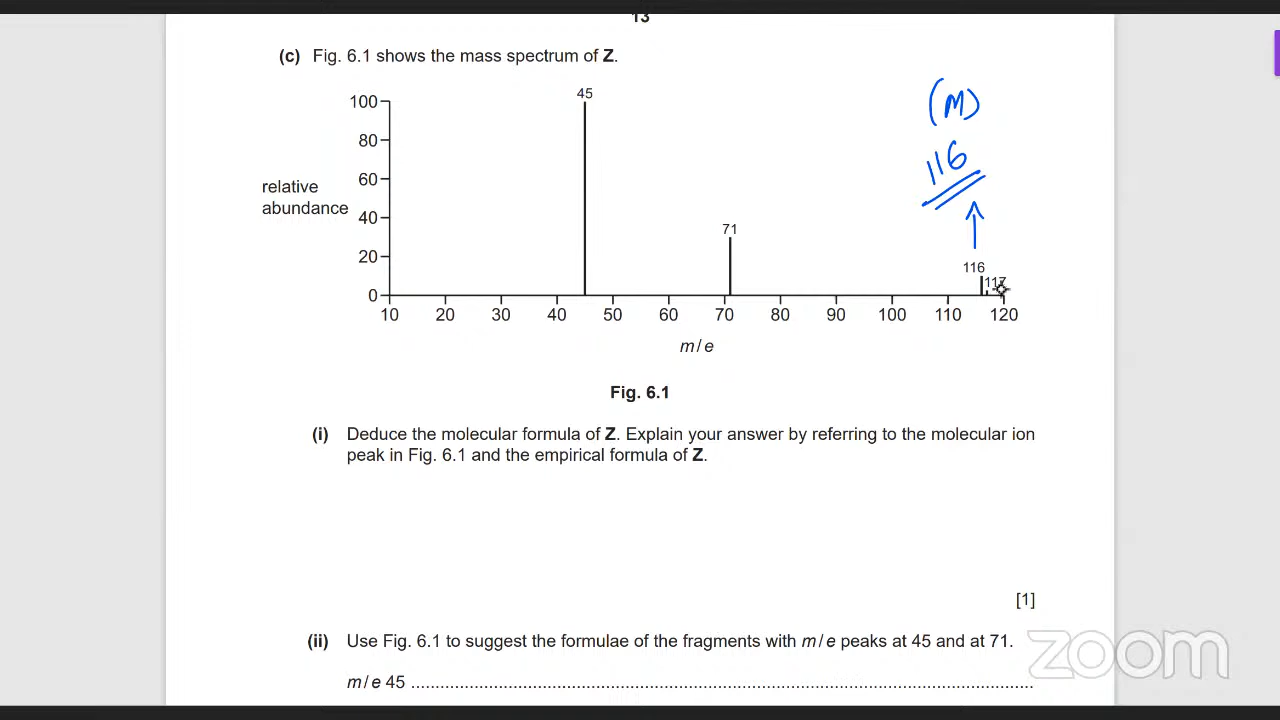 13
(c) Fig. 6.1 shows the mass spectrum of Z.
45
100
80
60
40
20
0
relative
abundance
71
(M)
116
116
117
10 20 30 40 50 60 70 80 90 100 110 120
m / e
Fig. 6.1
(i) Deduce the molecular formula of Z. Explain your answer by referring to the molecular ion
peak in Fig. 6.1 and the empirical formula of Z.
[1]
(ii) Use Fig. 6.1 to suggest the formulae of the fragments with m / e peaks at 45 and at 71.
m / e 45 ........................................................................................................................
zoom